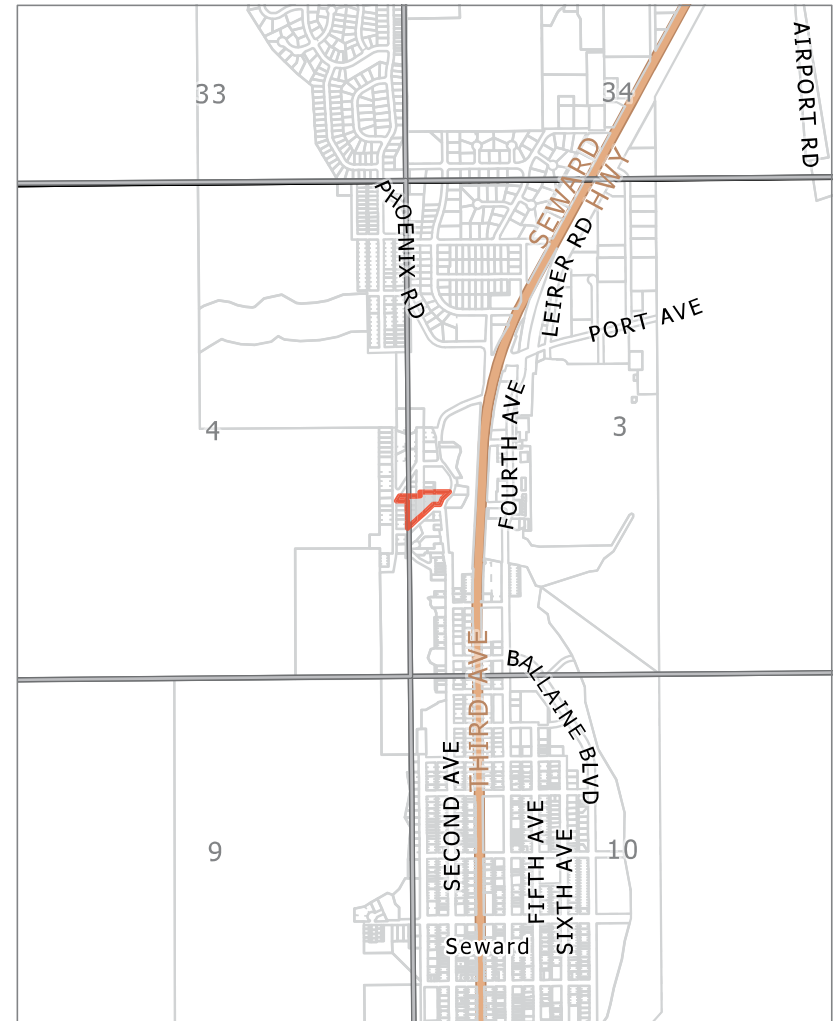 33
34
AIRPORT RD
SEWARD
HWY
PHOENIX RD
LEIRER RD
PORT AVE
4
3
FOURTH AVE
THIRD AVE
BALLAINE BLVD
SECOND AVE
FIFTH AVE
SIXTH AVE
9
10
Seward